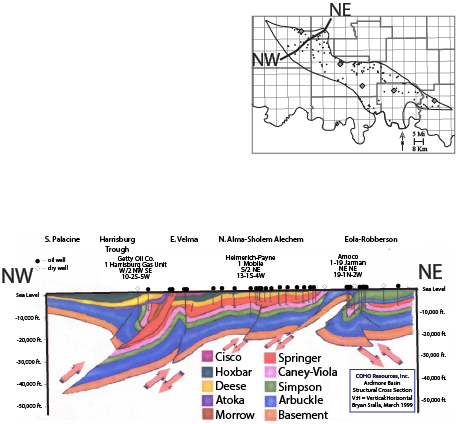 NE
NW
5 Mi
8 Km
S. Palacine
Harrisburg Trough
E.Velma
N. Alma-Sholem Alechem
Eola-Robberson
oil well
dry well
Getty Oil Co.
1 Harrisburg Gas Unit
W/2 NW SE
10-2S-5W
Helmerich-Payne
1 Mobile
S/2 NE
13-1S-4W
Amoco
1-19 Jarman
NE NE
19-1N-2W
NW
NE
Sea Level
-10,000 ft.
-20,000 ft.
-30,000 ft.
-40,000 ft.
-50,000 ft.
Sea Level
-10,000 ft.
-20,000 ft.
-30,000 ft.
-40,000 ft.
-50,000 ft.
Cisco
Hoxbar
Deese
Atoka
Morrow
Springer
Caney-Viola
Simpson
Arbuckle
Basement
COHO Resources, Inc.
Ardmore Basin
Structural Cross Section
V:H = Vertical:Horizontal
Bryan Stalls, March 1999